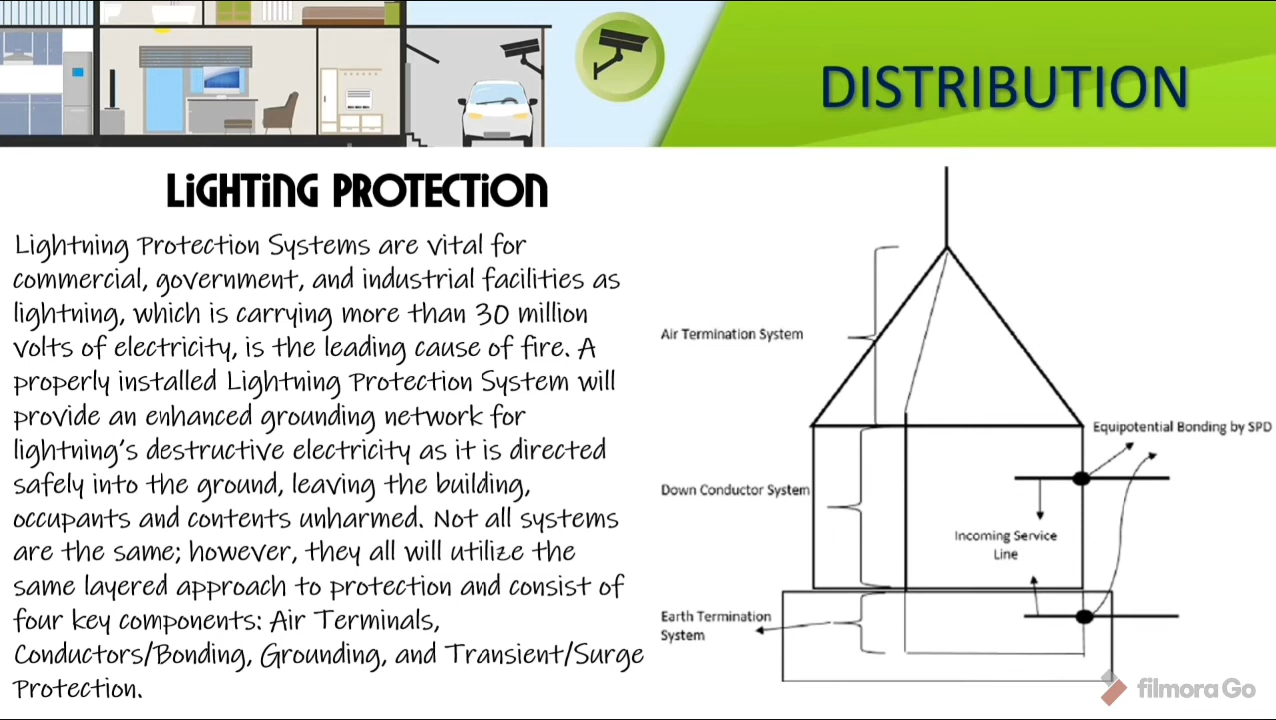 DISTRIBUTION
LiGHTiNG PROTECTiON
Lightning Protection Systems are vital for
commercial, government, and industrial facilities as
lightning, which is carrying more than 30 million
volts of electricity, is the leading cause of fire. A
properly installed Lightning Protection System will
provide an enhanced grounding network for
lightning's destructive electricity as it is directed
safely into the ground, leaving the building,
occupants and contents unharmed. Not all systems
are the same; however, they all will utilize the
same layered approach to protection and consist of
four key components: Air Terminals,
Conductors/Bonding, Grounding, and Transient/Surge
Protection.
Air Termination System
Equipotential Bonding by SPD
Down Conductor System
Incoming Service
Line
Earth Termination
System
filmora Go